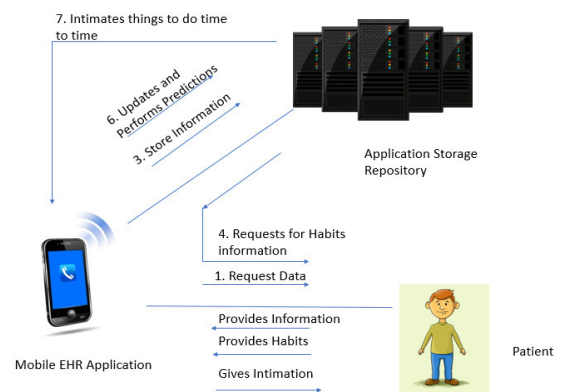 7. Intimates things to do time
to time
6. Updates and
Performs Predictions
3. Store Information
Application Storage
Repository
4. Requests for Habits
information
1. Request Data
Provides Information
Provides Habits
Gives Intimation
Mobile EHR Application
Patient